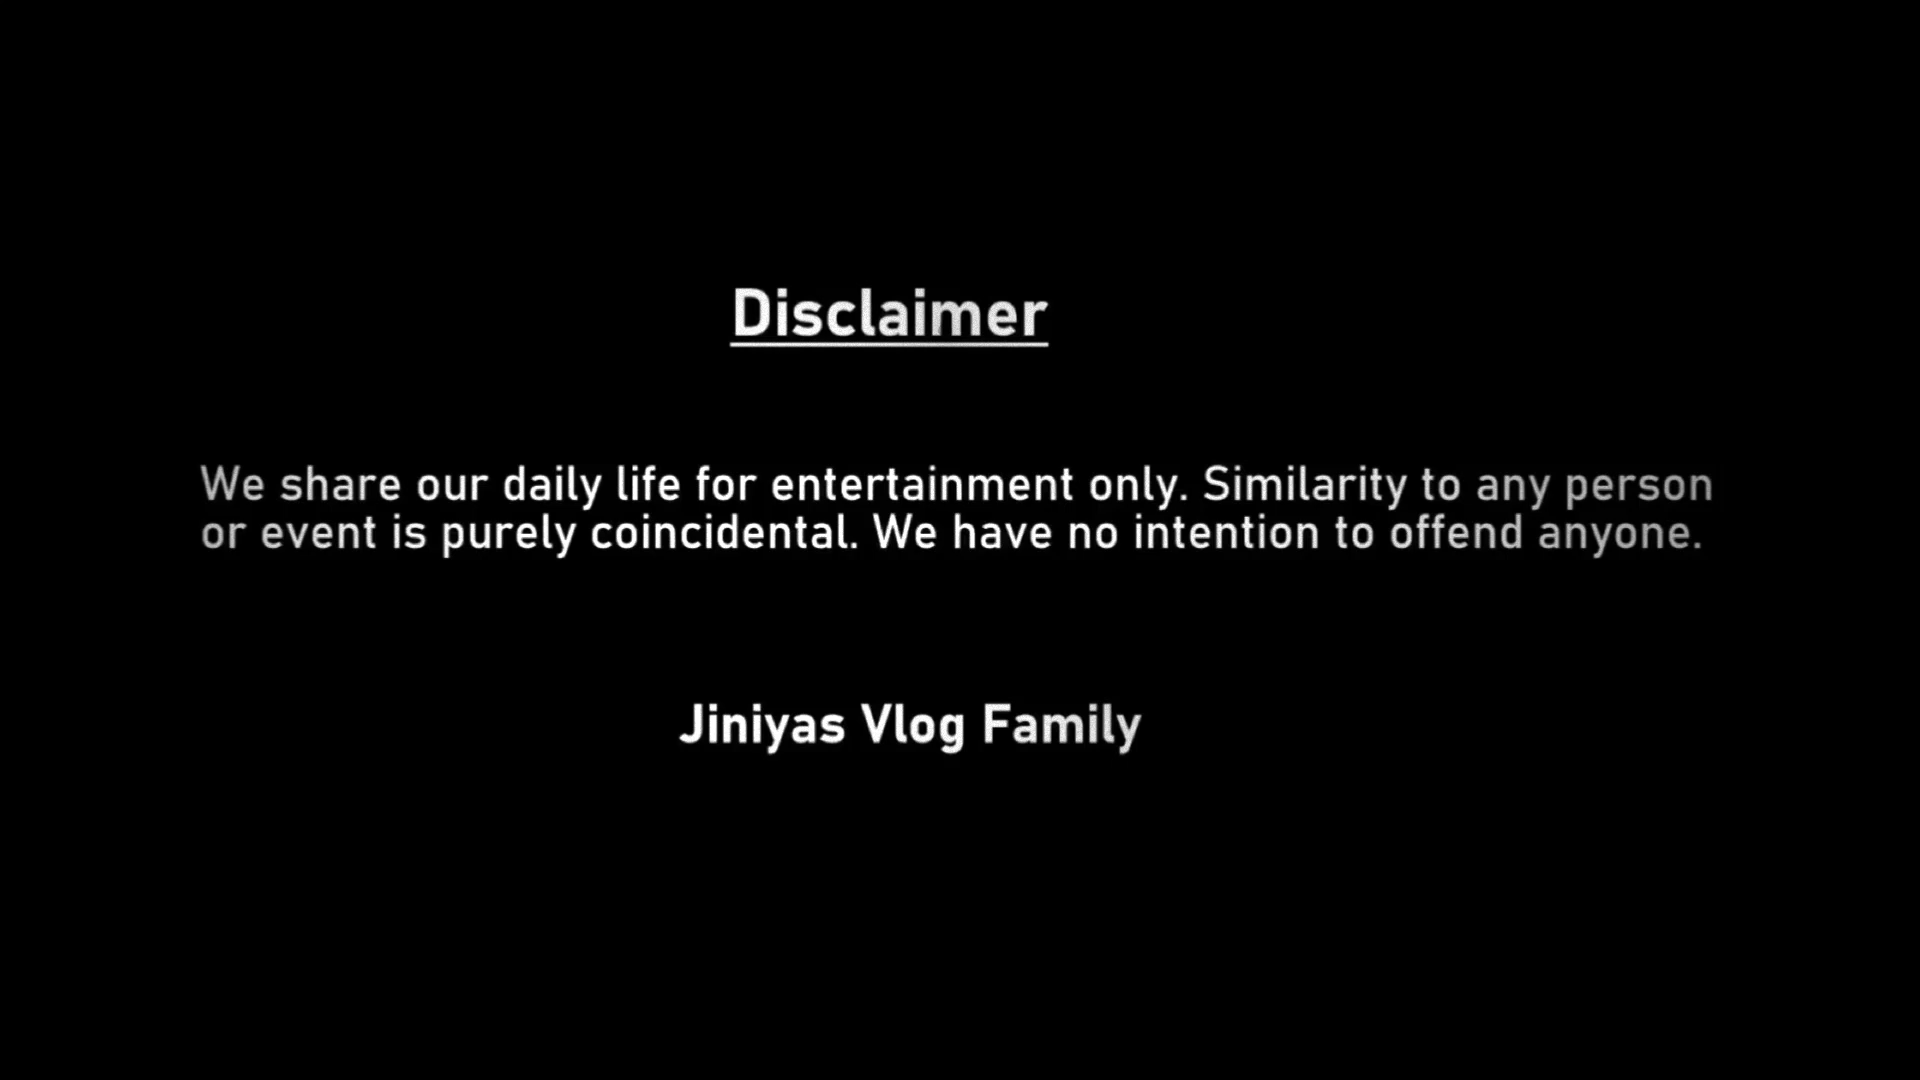 Disclaimer
We share our daily life for entertainment only. Similarity to any person
or event is purely coincidental. We have no intention to offend anyone.
Jiniyas Vlog Family